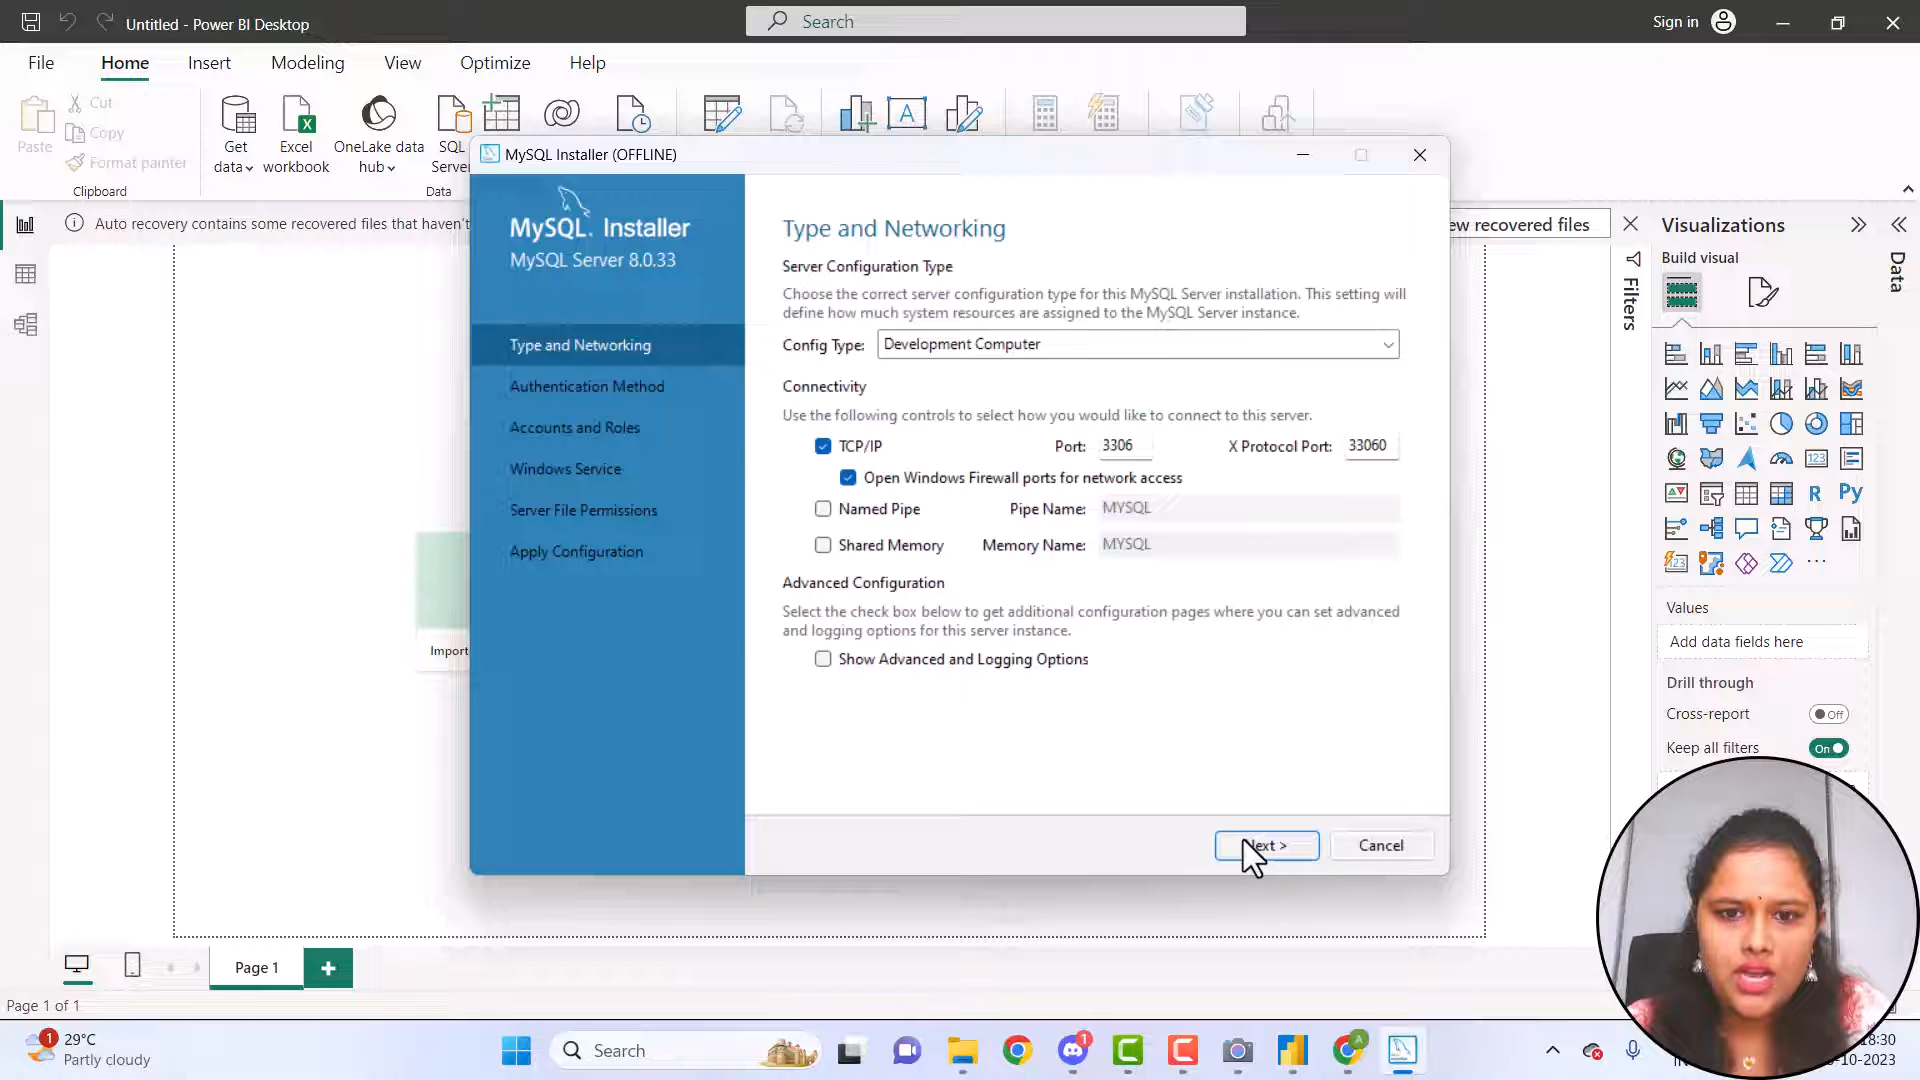 Untitled - Power BI Desktop
Search
Sign in
File
Home
Insert
Modeling
View
Optimize
Help
Paste
Cut
Copy
Format painter
Clipboard
Get data
Excel workbook
OneLake data hub
SQL Server
Data
Auto recovery contains some recovered files that haven't
ew recovered files
MySQL Installer (OFFLINE)
MySQL. Installer
MySQL Server 8.0.33
Type and Networking
Authentication Method
Accounts and Roles
Windows Service
Server File Permissions
Apply Configuration
Type and Networking
Server Configuration Type
Choose the correct server configuration type for this MySQL Server installation. This setting will
define how much system resources are assigned to the MySQL Server instance.
Config Type: Development Computer
Connectivity
Use the following controls to select how you would like to connect to this server.
TCP/IP Port: 3306 X Protocol Port: 33060
Open Windows Firewall ports for network access
Named Pipe Pipe Name: MYSQL
Shared Memory Memory Name: MYSQL
Advanced Configuration
Select the check box below to get additional configuration pages where you can set advanced
and logging options for this server instance.
Show Advanced and Logging Options
Next >
Cancel
Import
Filters
Visualizations
Data
Build visual
123
R
Py
123
Values
Add data fields here
Drill through
Cross-report Off
Keep all filters On
Page 1
Page 1 of 1
1
29°C
Partly cloudy
Search
1
A
18:30
-10-2023